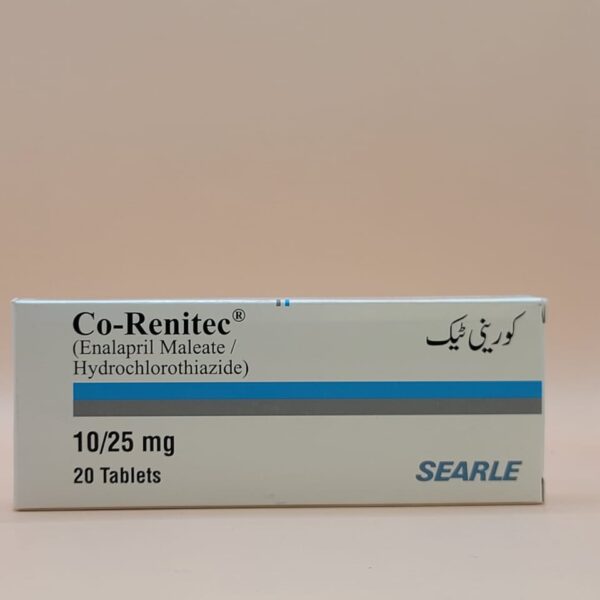 Co-Renitec®
کورینی ٹیک
(Enalapril Maleate /
Hydrochlorothiazide)
10/25 mg
20 Tablets
SEARLE